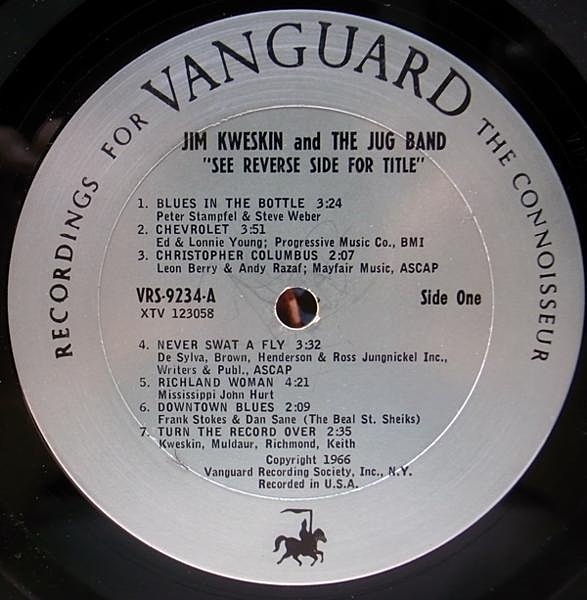 RECORDINGS FOR VANGUARD THE CONNOISSEUR
JIM KWESKIN and THE JUG BAND
"SEE REVERSE SIDE FOR TITLE"
1. BLUES IN THE BOTTLE 3:24
Peter Stampfel & Steve Weber
2. CHEVROLET 3:51
Ed & Lonnie Young; Progressive Music Co., BMI
3. CHRISTOPHER COLUMBUS 2:07
Leon Berry & Andy Razaf; Mayfair Music, ASCAP
VRS-9234-A Side One
XTV 123058
4. NEVER SWAT A FLY 3:32
De Sylva, Brown, Henderson & Ross Jungnickel Inc.,
Writers & Publ., ASCAP
5. RICHLAND WOMAN 4:21
Mississippi John Hurt
6. DOWNTOWN BLUES 2:09
Frank Stokes & Dan Sane (The Beal St. Sheiks)
7. TURN THE RECORD OVER 2:35
Kweskin, Muldaur, Richmond, Keith
Copyright 1966
Vanguard Recording Society, Inc., N.Y.
Recorded in U.S.A.